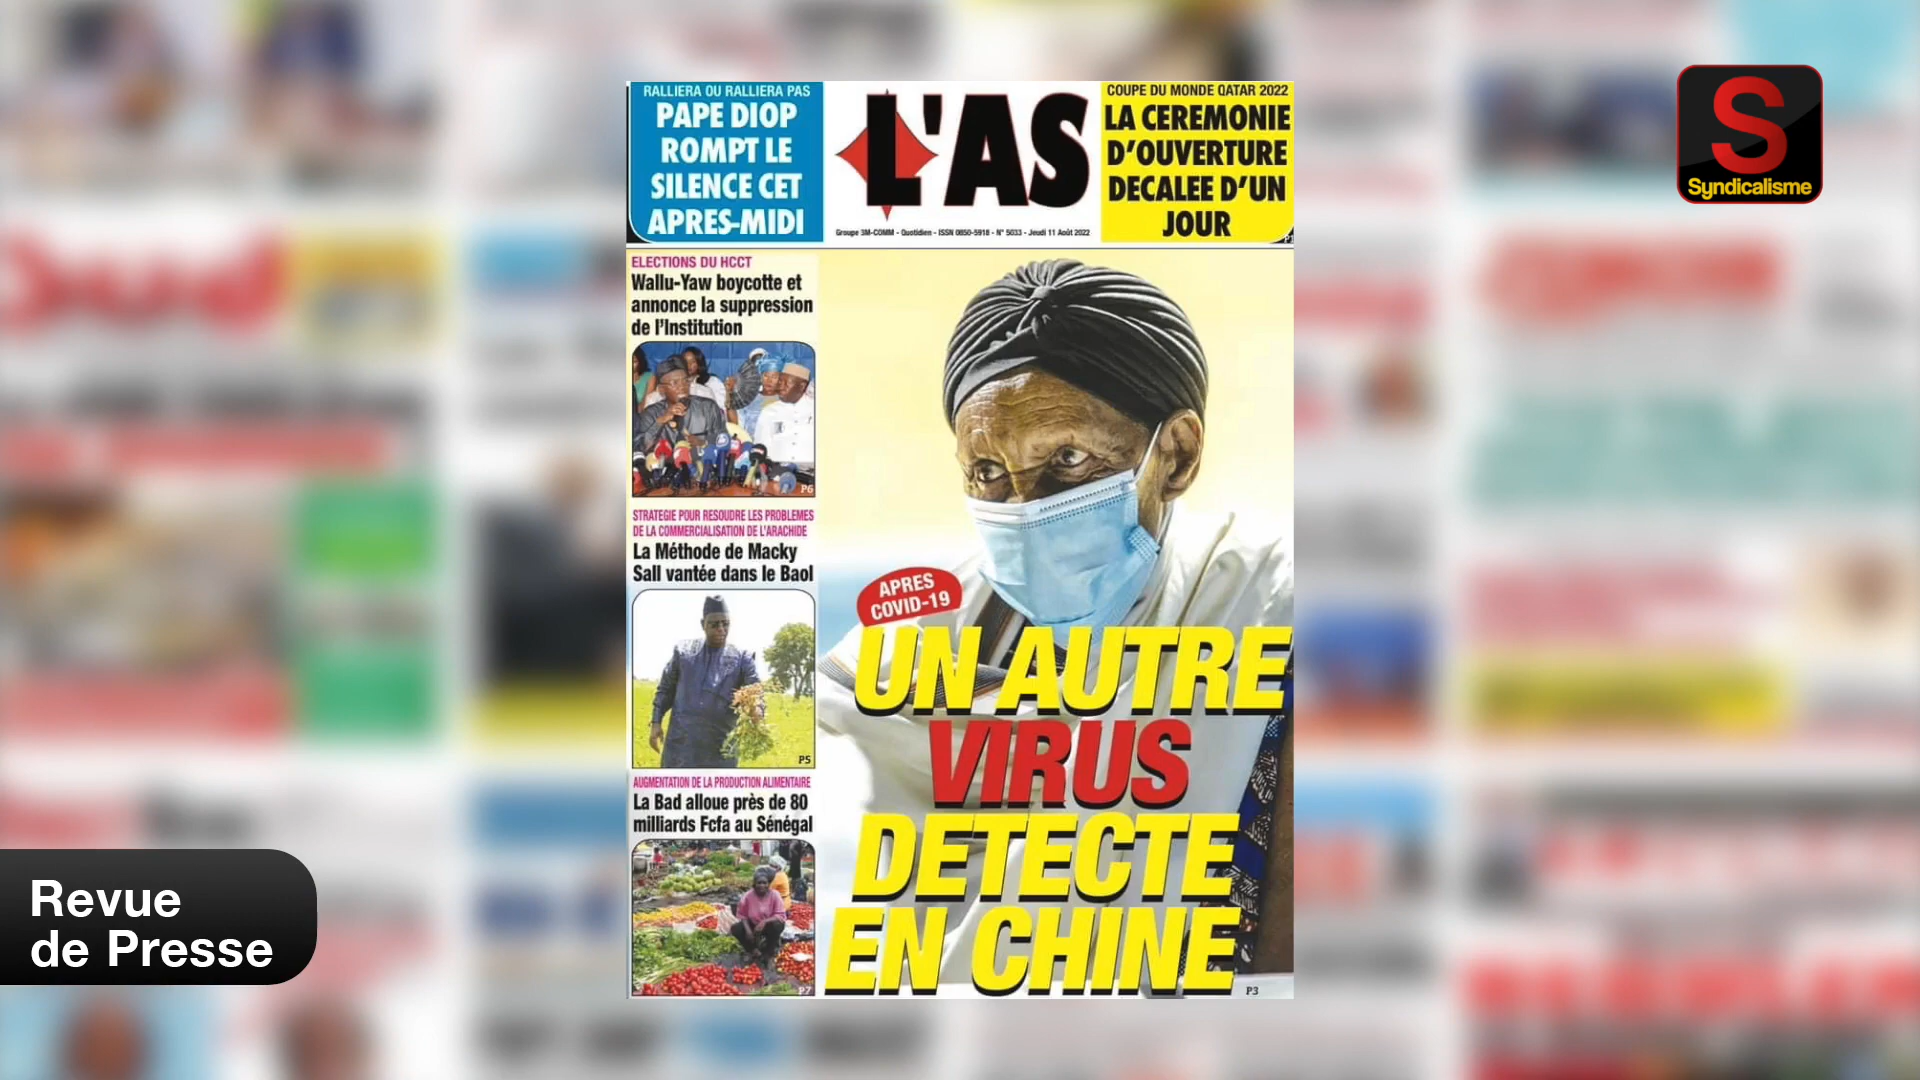 RALLIERA OU RALLIERA PAS
PAPE DIOP
ROMPT LE
SILENCE CET
APRES-MIDI
L'AS
Groupe 3M-COMM - Quotidien - ISSN 0850-5918 - N° 5033 - Jeudi 11 Août 2022
COUPE DU MONDE QATAR 2022
LA CEREMONIE
D'OUVERTURE
DECALEE D'UN
JOUR
S
Syndicalisme
ELECTIONS DU HCCT
Wallu-Yaw boycotte et
annonce la suppression
de l'Institution
P6
STRATEGIE POUR RESOUDRE LES PROBLEMES
DE LA COMMERCIALISATION DE L'ARACHIDE
La Méthode de Macky
Sall vantée dans le Baol
P5
AUGMENTATION DE LA PRODUCTION ALIMENTAIRE
La Bad alloue près de 80
milliards Fcfa au Sénégal
P7
APRES
COVID-19
UN AUTRE
VIRUS
DETECTE
EN CHINE
P3
Revue
de Presse